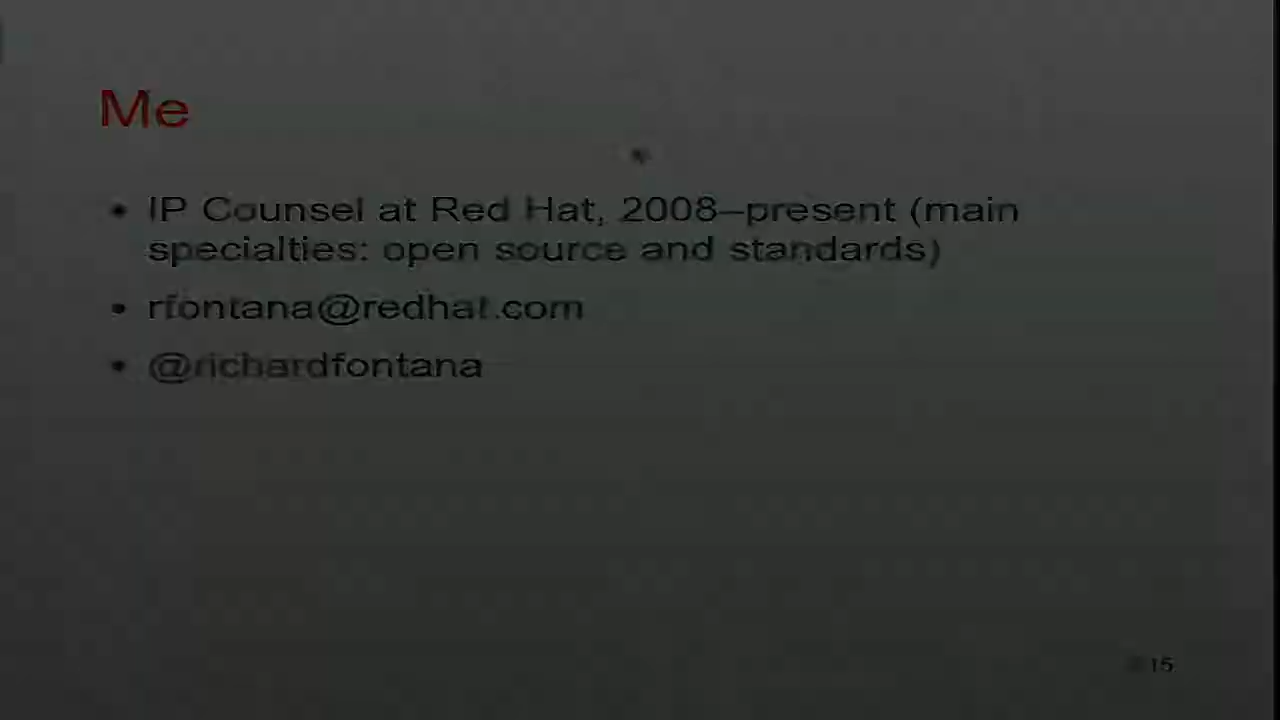 Me
• IP Counsel at Red Hat, 2008–present (main
specialties: open source and standards)
• rfontana@redhat.com
• @richardfontana
15